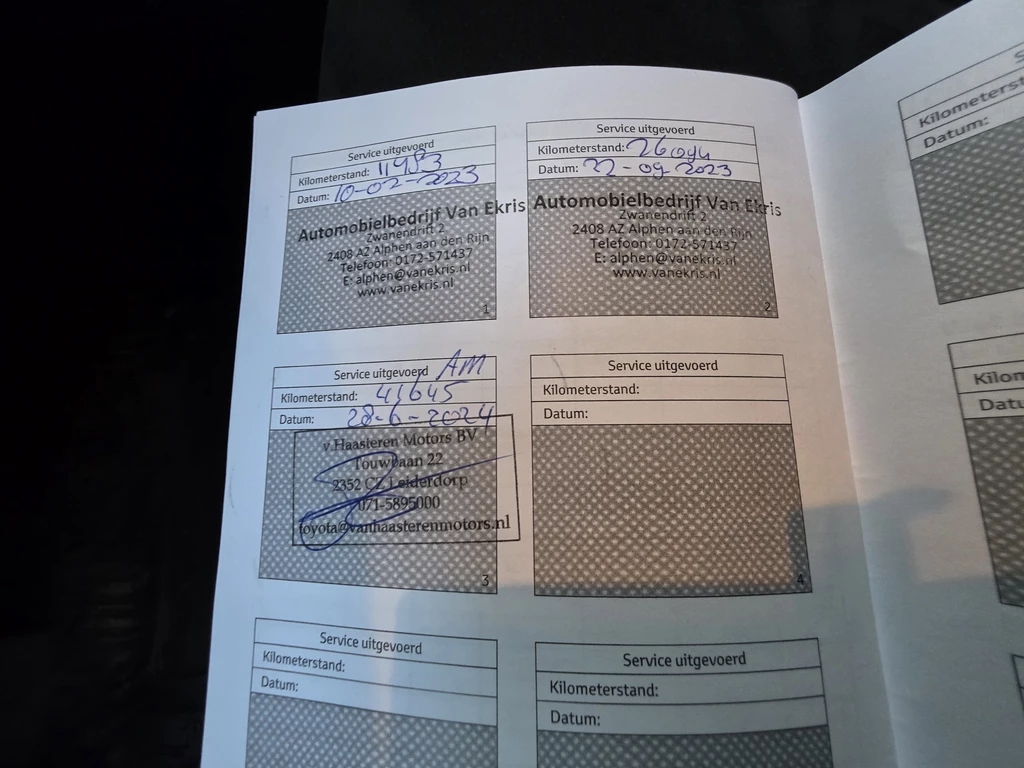 Service uitgevoerd
Kilometerstand: 11983
Datum: 10-02-2023
Automobielbedrijf Van Ekris
Zwanendrift 2
2408 AZ Alphen aan den Rijn
Telefoon: 0172-571437
E: alphen@vanekris.nl
www.vanekris.nl
1
Service uitgevoerd
Kilometerstand:
Datum: 22-09-2023
Automobielbedrijf Van Ekris
Zwanendrift 2
2408 AZ Alphen aan den Rijn
Telefoon: 0172-571437
E: alphen@vanekris.nl
www.vanekris.nl
2
Service uitgevoerd AM
Kilometerstand: 41645
Datum: 28-6-2024
v.Haasteren Motors BV
Touwbaan 22
2352 CZ Leiderdorp
071-5895000
toyota@vanhaasterenmotors.nl
3
Service uitgevoerd
Kilometerstand:
Datum:
4
Service uitgevoerd
Kilometerstand:
Datum:
Service uitgevoerd
Kilometerstand:
Datum:
Kilometerst
Datum:
Kilom
Datu